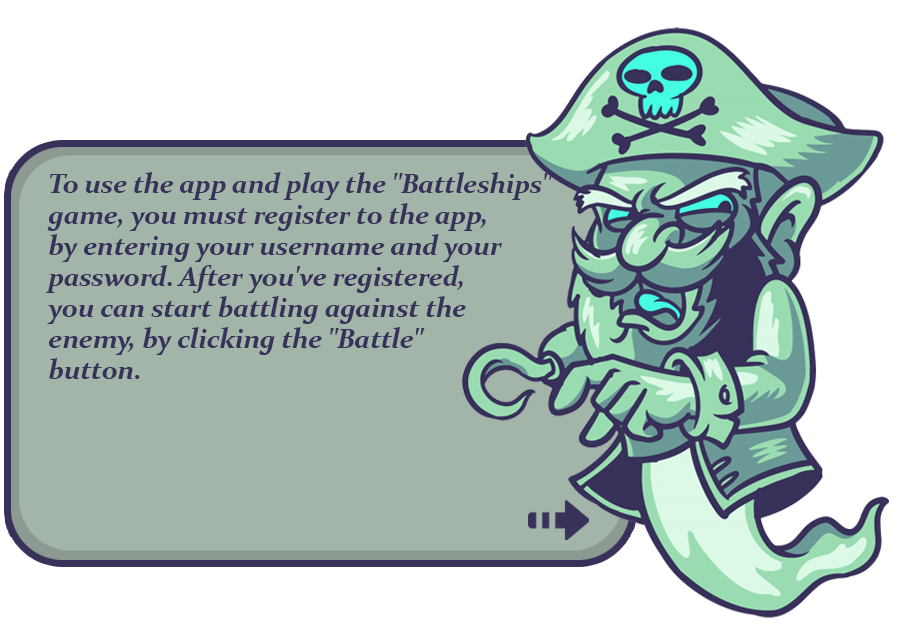 To use the app and play the "Battleships"
game, you must register to the app,
by entering your username and your
password. After you've registered,
you can start battling against the
enemy, by clicking the "Battle"
button.